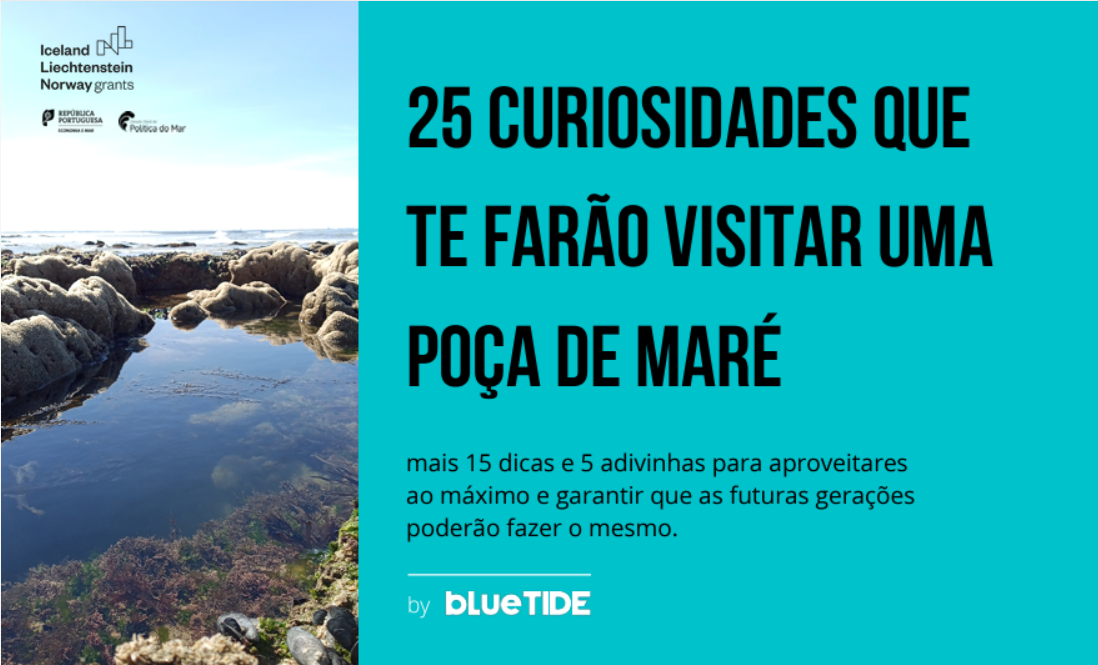 Iceland
Liechtenstein
Norway grants
REPÚBLICA
PORTUGUESA
ECONOMIA E MAR
Política do Mar
25 CURIOSIDADES QUE
TE FARÃO VISITAR UMA
POÇA DE MARÉ
mais 15 dicas e 5 adivinhas para aproveitares
ao máximo e garantir que as futuras gerações
poderão fazer o mesmo.
by blueTIDE